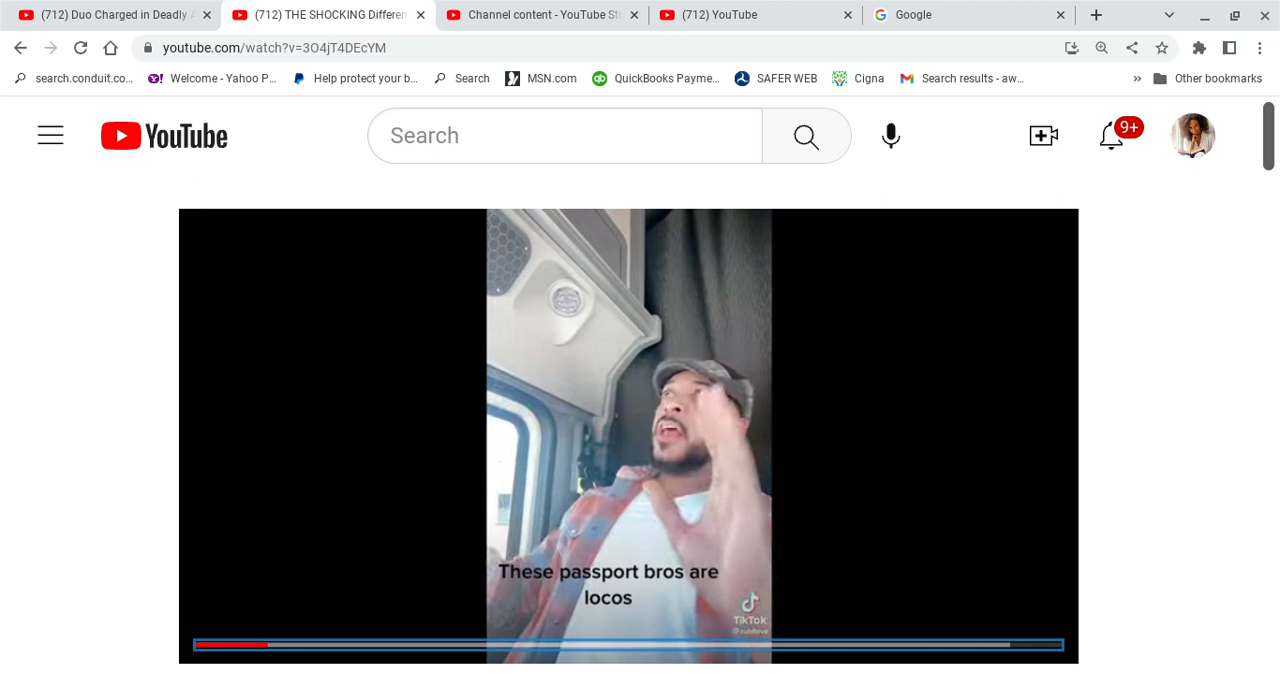 (712) Duo Charged in Deadly
(712) THE SHOCKING Differen
Channel content - YouTube St
(712) YouTube
Google
youtube.com/watch?v=3O4jT4DEcYM
search.conduit.co...
Welcome - Yahoo P...
Help protect your b...
Search
MSN.com
QuickBooks Payme...
SAFER WEB
Cigna
Search results - aw...
Other bookmarks
YouTube
Search
9+
These passport bros are
locos
TikTok